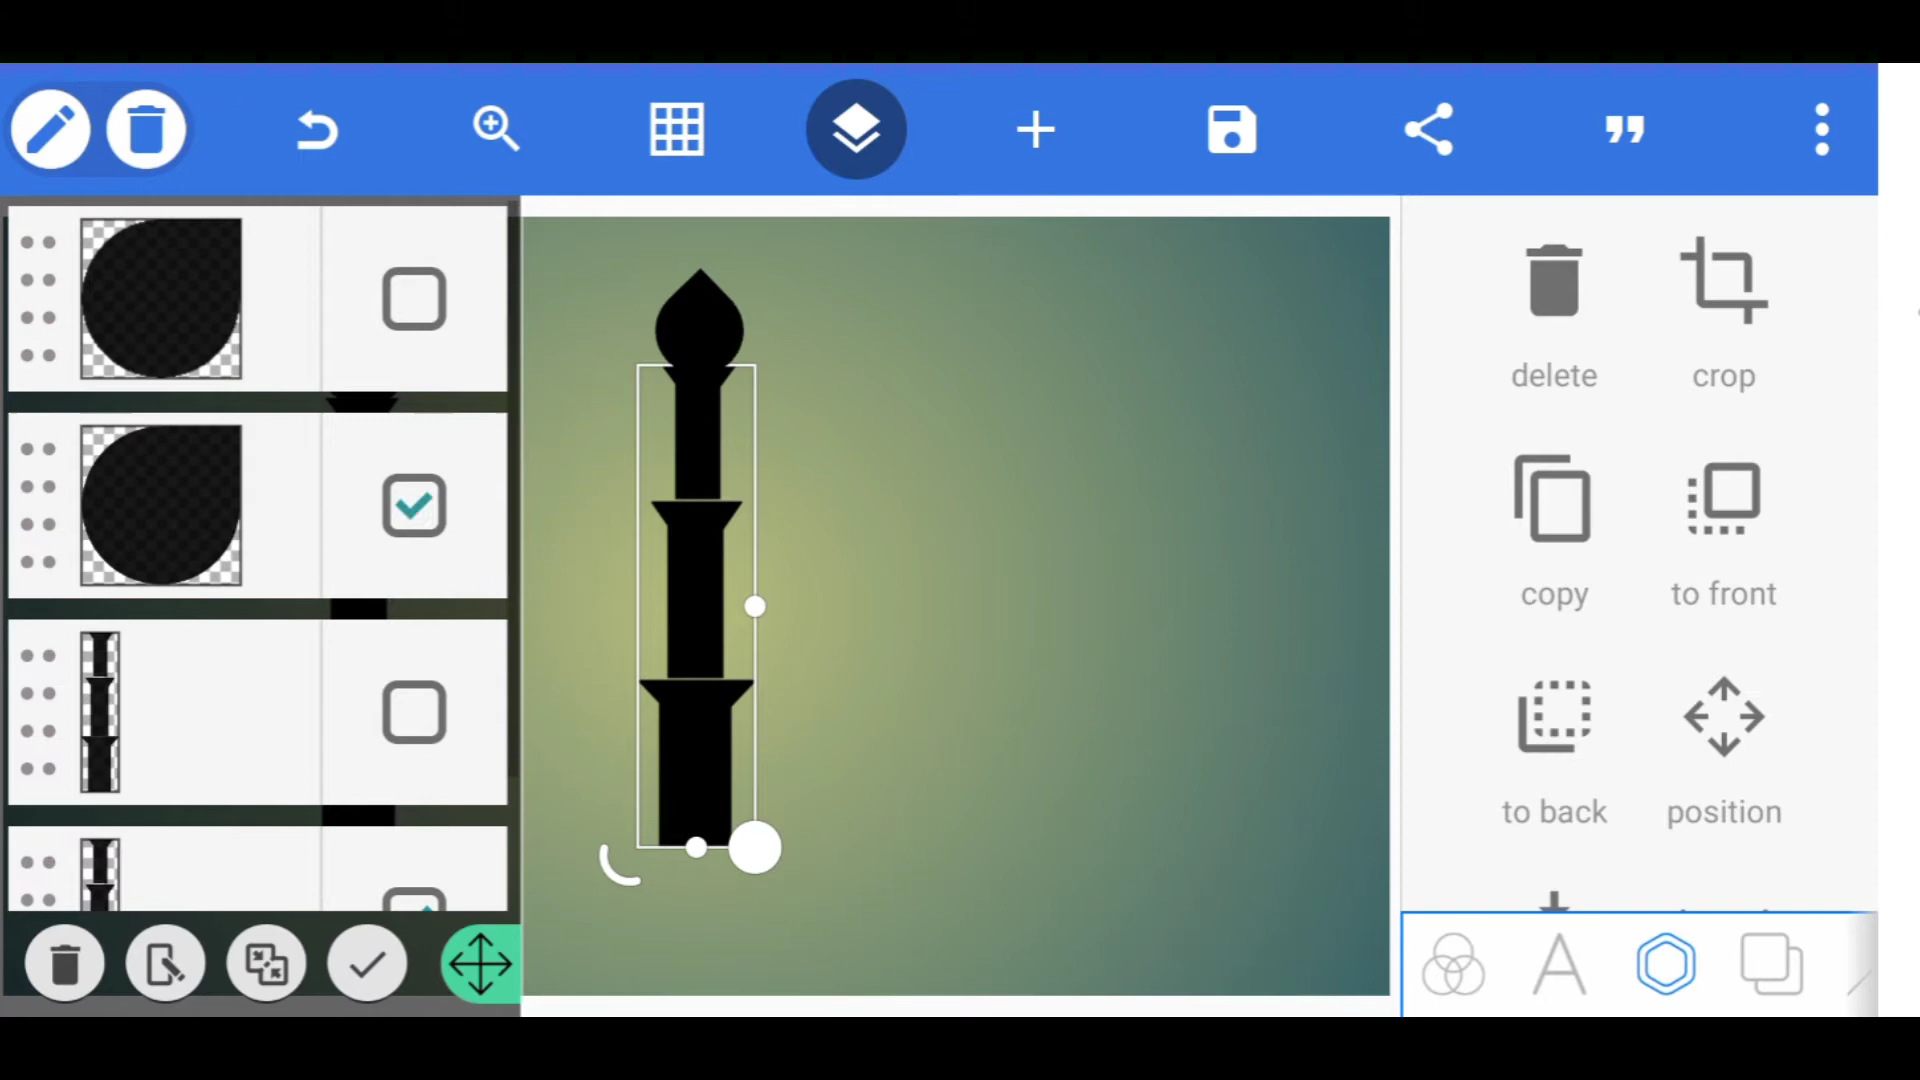 delete
crop
copy
to front
to back
position